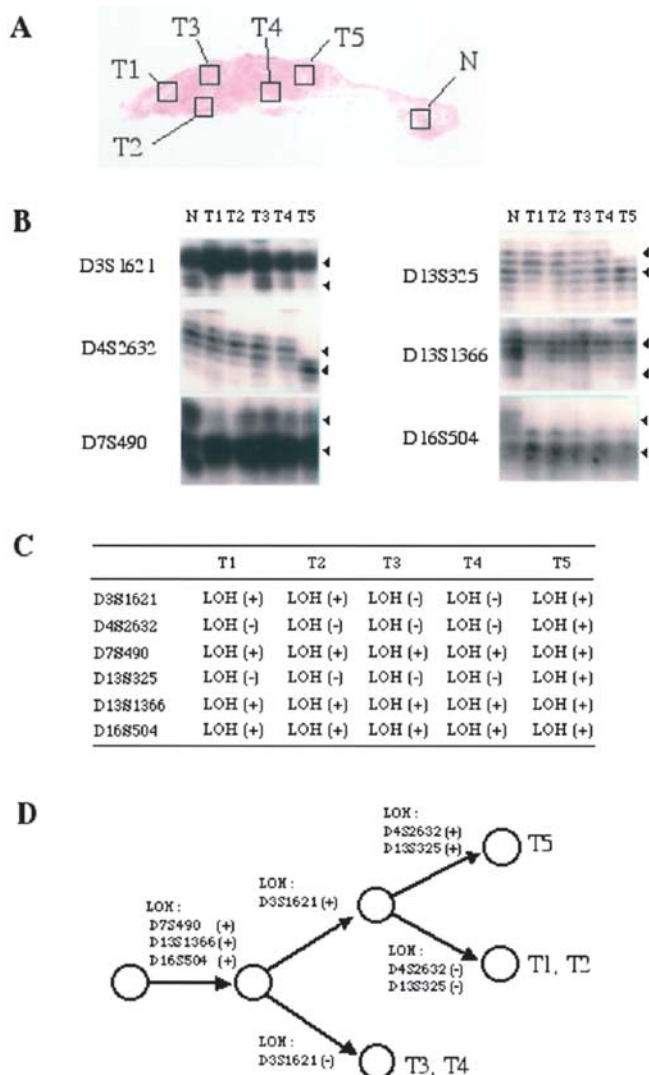 A
T3
T4
T5
T1
N
T2
B
N T1 T2 T3 T4 T5
D3S1621
D4S2632
D7S490
N T1 T2 T3 T4 T5
D13S325
D13S1366
D16S504
C
T1 T2 T3 T4 T5
D3S1621 LOH (+) LOH (+) LOH (-) LOH (-) LOH (+)
D4S2632 LOH (-) LOH (-) LOH (-) LOH (-) LOH (+)
D7S490 LOH (+) LOH (+) LOH (+) LOH (+) LOH (+)
D13S325 LOH (-) LOH (-) LOH (-) LOH (-) LOH (+)
D13S1366 LOH (+) LOH (+) LOH (+) LOH (+) LOH (+)
D16S504 LOH (+) LOH (+) LOH (+) LOH (+) LOH (+)
D
LOH :
D4S2632 (+)
D13S325 (+)
T5
LOH :
D3S1621 (+)
LOH :
D7S490 (+)
D13S1366 (+)
D16S504 (+)
LOH :
D4S2632 (-)
D13S325 (-)
T1, T2
LOH :
D3S1621 (-)
T3, T4